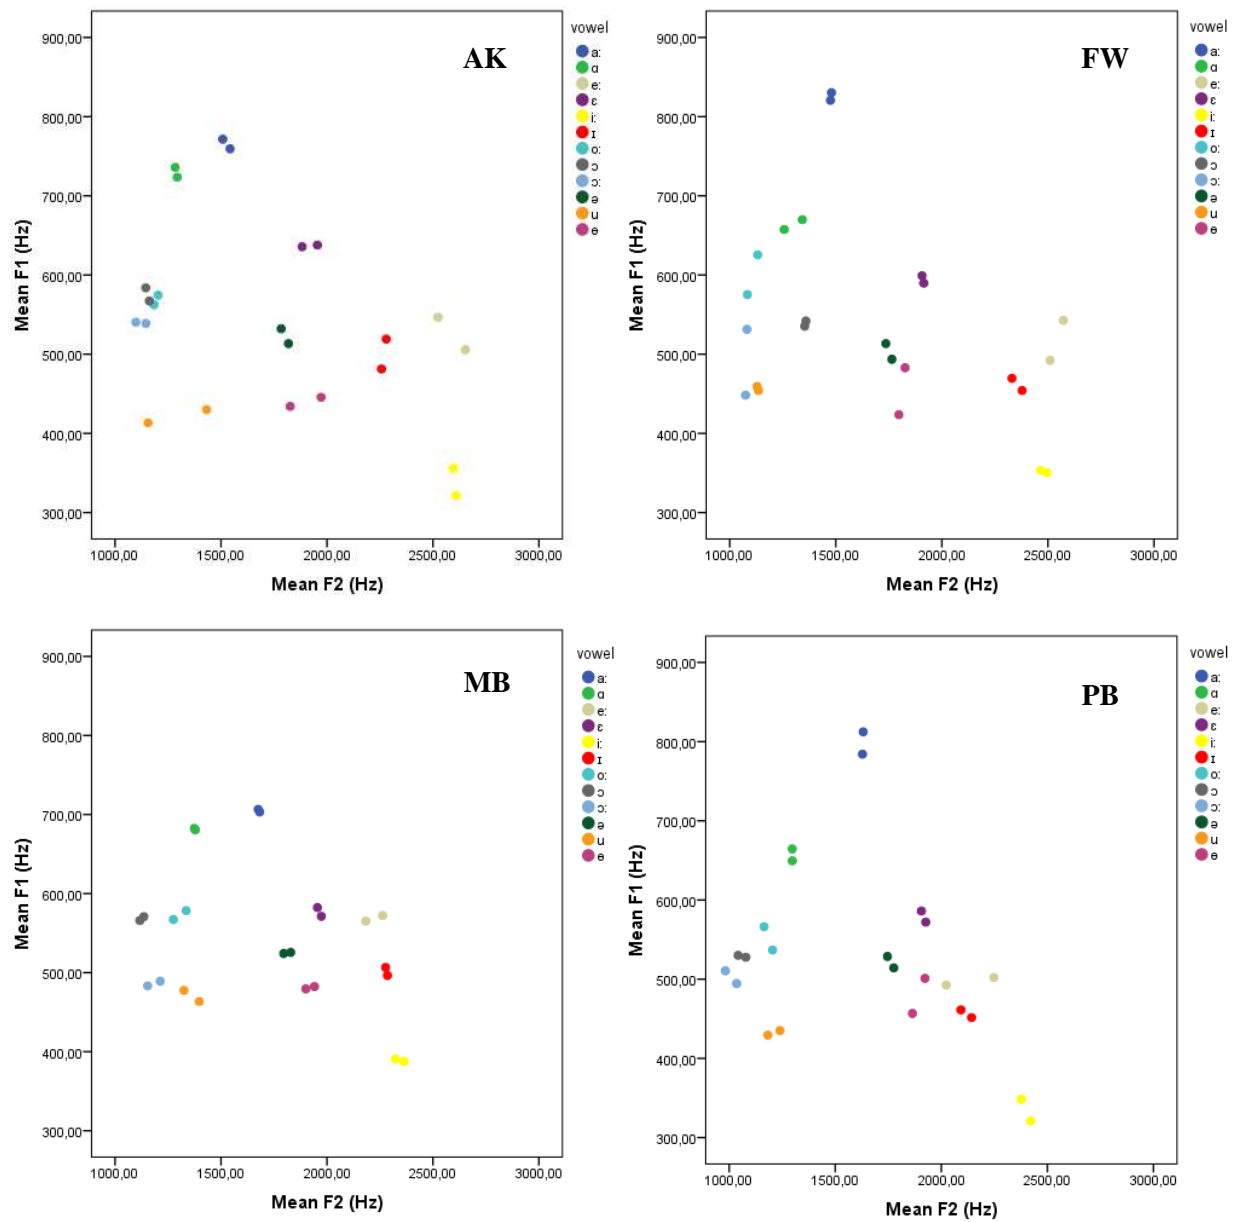 AK
vowel
a:
ɑ
e:
ɛ
i:
ɪ
o:
ɔ
ɔ:
ə
u
ɵ
900,00
800,00
700,00
600,00
500,00
400,00
300,00
Mean F1 (Hz)
1000,00 1500,00 2000,00 2500,00 3000,00
Mean F2 (Hz)
FW
vowel
a:
ɑ
e:
ɛ
i:
ɪ
o:
ɔ
ɔ:
ə
u
ɵ
900,00
800,00
700,00
600,00
500,00
400,00
300,00
Mean F1 (Hz)
1000,00 1500,00 2000,00 2500,00 3000,00
Mean F2 (Hz)
MB
vowel
a:
ɑ
e:
ɛ
i:
ɪ
o:
ɔ
ɔ:
ə
u
ɵ
900,00
800,00
700,00
600,00
500,00
400,00
300,00
Mean F1 (Hz)
1000,00 1500,00 2000,00 2500,00 3000,00
Mean F2 (Hz)
PB
vowel
a:
ɑ
e:
ɛ
i:
ɪ
o:
ɔ
ɔ:
ə
u
ɵ
900,00
800,00
700,00
600,00
500,00
400,00
300,00
Mean F1 (Hz)
1000,00 1500,00 2000,00 2500,00 3000,00
Mean F2 (Hz)